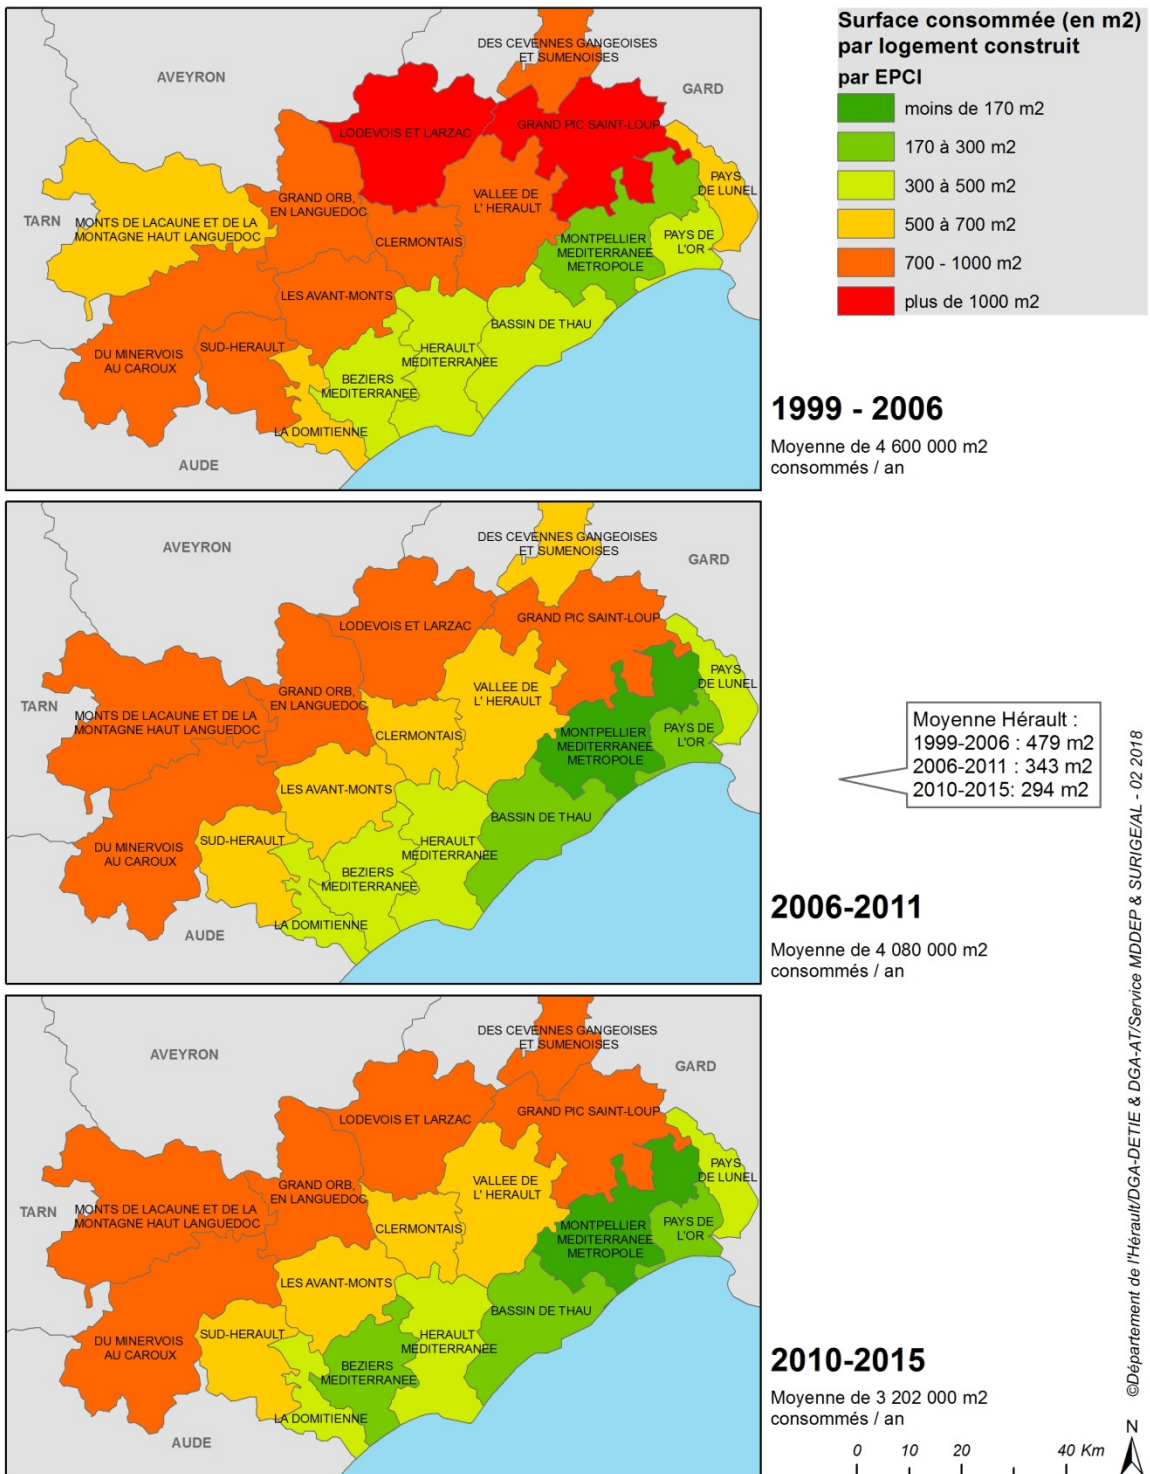 Surface consommée (en m2)
par logement construit
par EPCI
moins de 170 m2
170 à 300 m2
300 à 500 m2
500 à 700 m2
700 - 1000 m2
plus de 1000 m2
DES CEVENNES GANGEOISES
ET SUMENOISES
AVEYRON
GARD
LODEVOIS ET LARZAC
GRAND PIC SAINT-LOUP
PAYS
DE LUNEL
GRAND ORB,
EN LANGUEDOC
VALLEE DE
L' HERAULT
TARN
MONTS DE LACAUNE ET DE LA
MONTAGNE HAUT LANGUEDOC
CLERMONTAIS
MONTPELLIER
MEDITERRANEE
METROPOLE
PAYS DE
L'OR
LES AVANT-MONTS
BASSIN DE THAU
DU MINERVOIS
AU CAROUX
SUD-HERAULT
HERAULT
MEDITERRANEE
BEZIERS
MEDITERRANEE
LA DOMITIENNE
AUDE
1999 - 2006
Moyenne de 4 600 000 m2
consommés / an
DES CEVENNES GANGEOISES
ET SUMENOISES
AVEYRON
GARD
LODEVOIS ET LARZAC
GRAND PIC SAINT-LOUP
PAYS
DE LUNEL
GRAND ORB,
EN LANGUEDOC
VALLEE DE
L' HERAULT
TARN
MONTS DE LACAUNE ET DE LA
MONTAGNE HAUT LANGUEDOC
CLERMONTAIS
MONTPELLIER
MEDITERRANEE
METROPOLE
PAYS DE
L'OR
LES AVANT-MONTS
BASSIN DE THAU
DU MINERVOIS
AU CAROUX
SUD-HERAULT
HERAULT
MEDITERRANEE
BEZIERS
MEDITERRANEE
LA DOMITIENNE
AUDE
Moyenne Hérault :
1999-2006 : 479 m2
2006-2011 : 343 m2
2010-2015: 294 m2
2006-2011
Moyenne de 4 080 000 m2
consommés / an
DES CEVENNES GANGEOISES
ET SUMENOISES
AVEYRON
GARD
LODEVOIS ET LARZAC
GRAND PIC SAINT-LOUP
PAYS
DE LUNEL
GRAND ORB,
EN LANGUEDOC
VALLEE DE
L' HERAULT
TARN
MONTS DE LACAUNE ET DE LA
MONTAGNE HAUT LANGUEDOC
CLERMONTAIS
MONTPELLIER
MEDITERRANEE
METROPOLE
PAYS DE
L'OR
LES AVANT-MONTS
BASSIN DE THAU
DU MINERVOIS
AU CAROUX
SUD-HERAULT
HERAULT
MEDITERRANEE
BEZIERS
MEDITERRANEE
LA DOMITIENNE
AUDE
2010-2015
Moyenne de 3 202 000 m2
consommés / an
0 10 20 40 Km
N
©Département de l'Hérault/DGA-DETIE & DGA-AT/Service MDDEP & SURIGE/AL - 02 2018